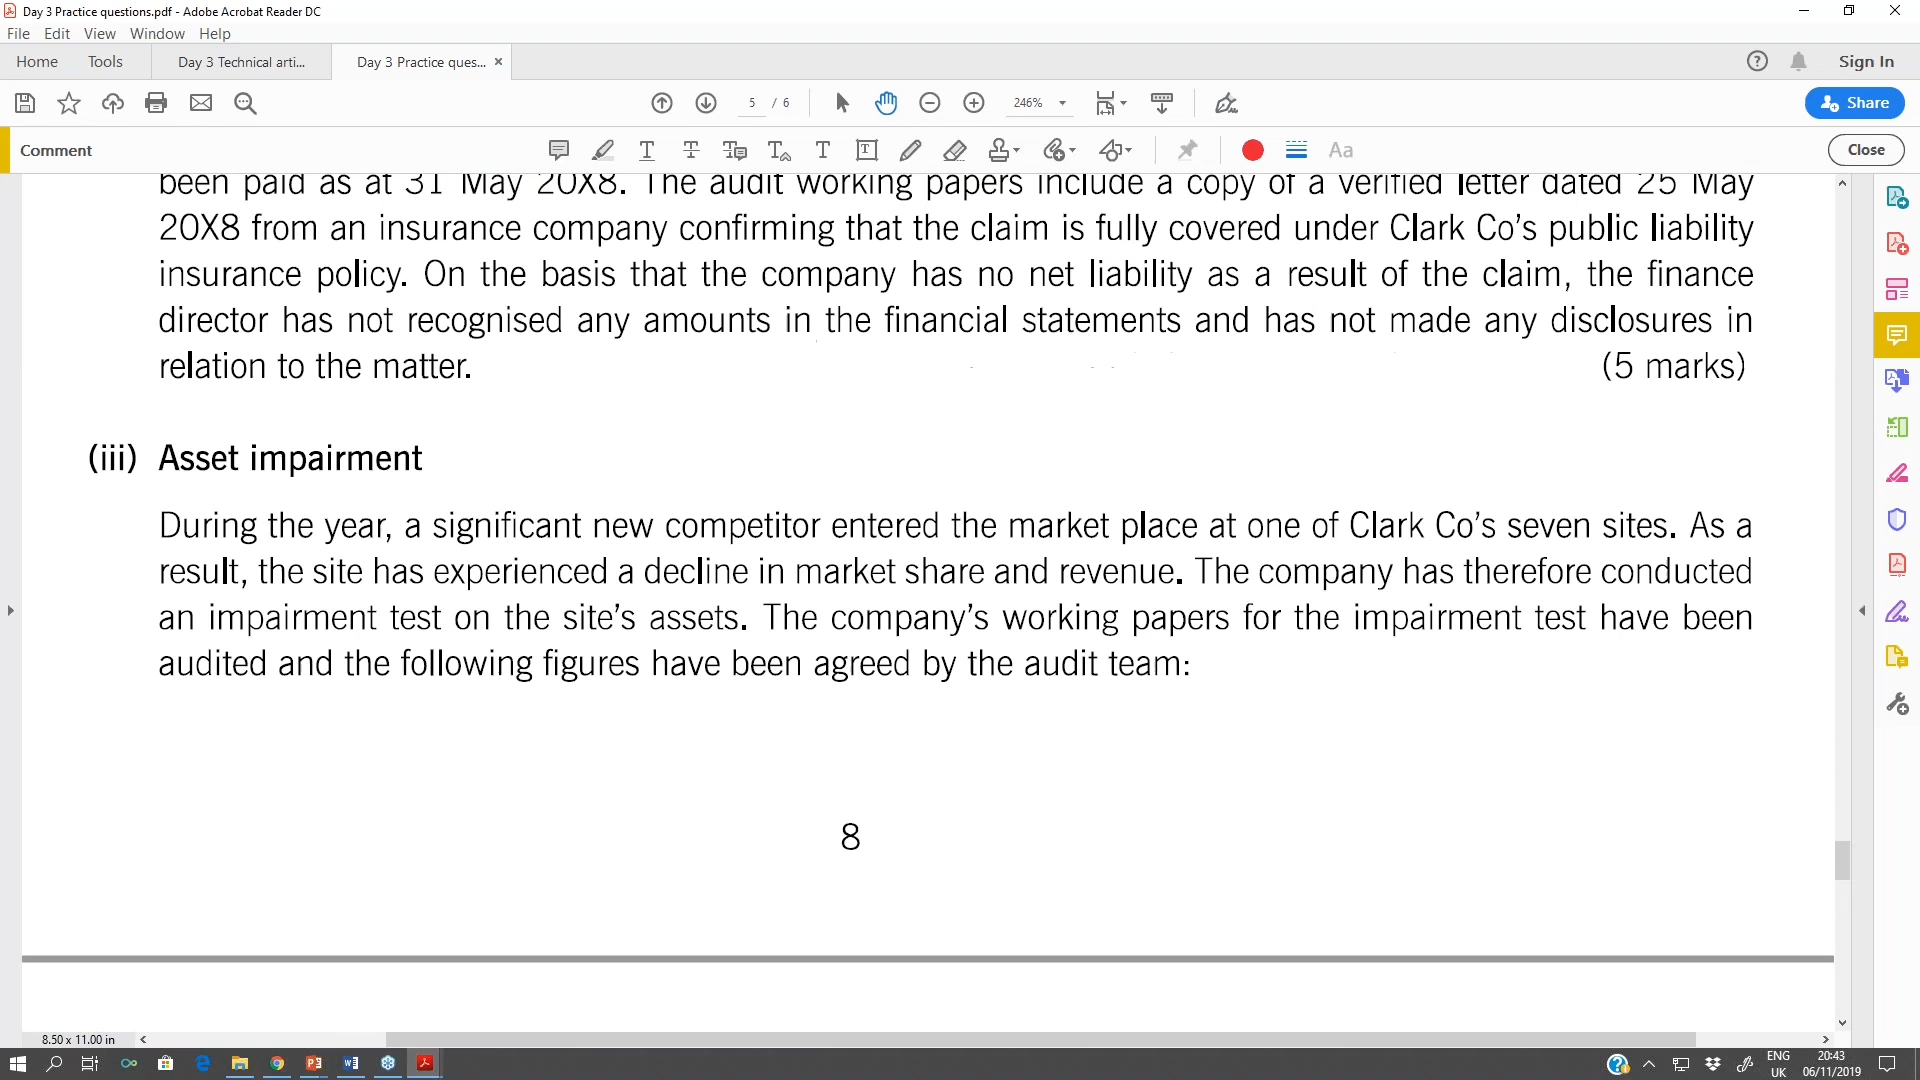 Day 3 Practice questions.pdf - Adobe Acrobat Reader DC
File Edit View Window Help
Home Tools Day 3 Technical arti... Day 3 Practice ques... × Sign In
5 / 6 246% Share
Comment Aa Close
been paid as at 31 May 20X8. The audit working papers include a copy of a verified letter dated 25 May
20X8 from an insurance company confirming that the claim is fully covered under Clark Co's public liability
insurance policy. On the basis that the company has no net liability as a result of the claim, the finance
director has not recognised any amounts in the financial statements and has not made any disclosures in
relation to the matter. (5 marks)
(iii) Asset impairment
During the year, a significant new competitor entered the market place at one of Clark Co's seven sites. As a
result, the site has experienced a decline in market share and revenue. The company has therefore conducted
an impairment test on the site's assets. The company's working papers for the impairment test have been
audited and the following figures have been agreed by the audit team:
8
8.50 x 11.00 in
ENG 20:43
UK 06/11/2019